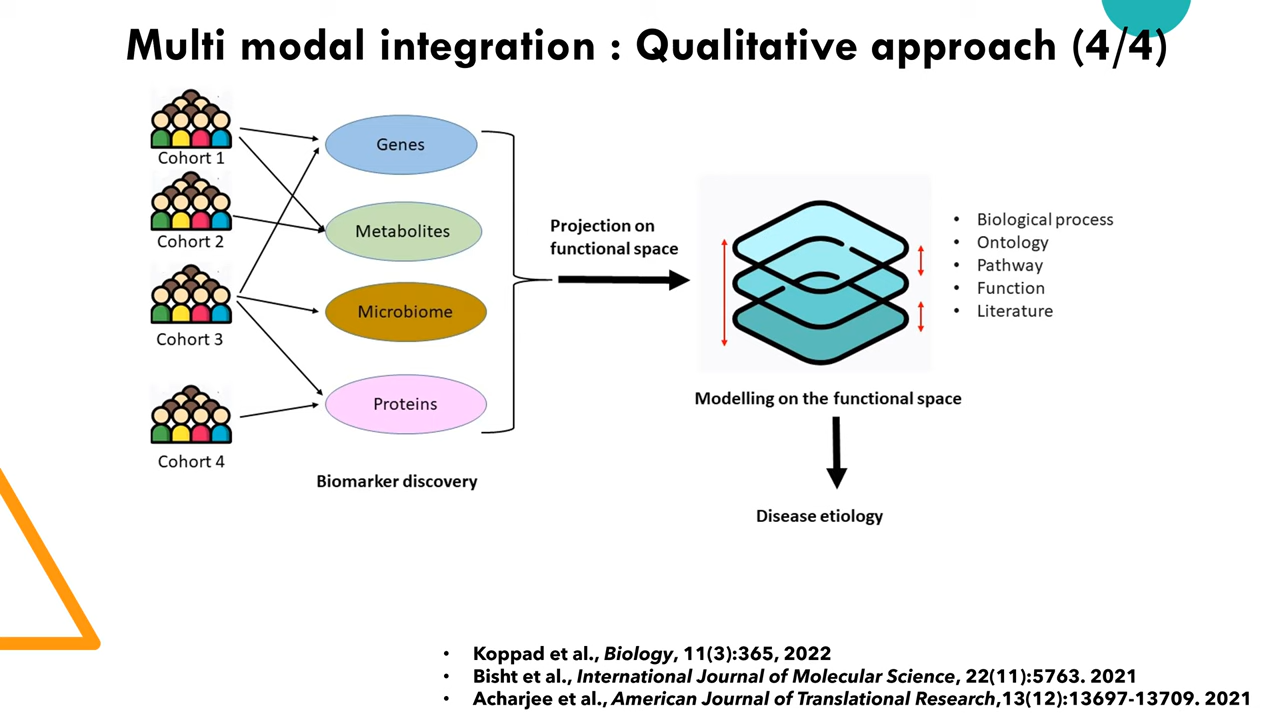 Multi modal integration : Qualitative approach (4/4)
Cohort 1
Cohort 2
Cohort 3
Cohort 4
Genes
Metabolites
Microbiome
Proteins
Biomarker discovery
Projection on
functional space
• Biological process
• Ontology
• Pathway
• Function
• Literature
Modelling on the functional space
Disease etiology
• Koppad et al., Biology, 11(3):365, 2022
• Bisht et al., International Journal of Molecular Science, 22(11):5763. 2021
• Acharjee et al., American Journal of Translational Research,13(12):13697-13709. 2021